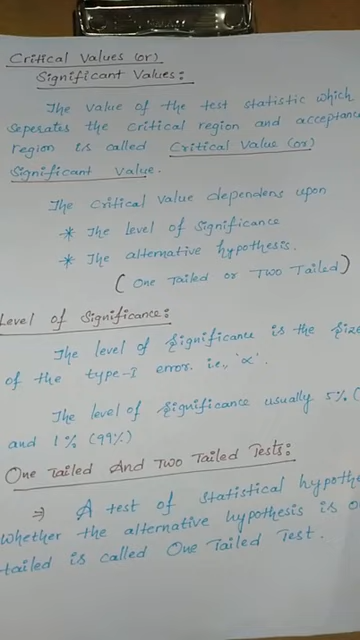 Critical Values (or)
Significant Values:
The value of the test statistic which
seperates the critical region and acceptance
region is called Critical Value (or)
Significant Value.
The critical value dependens upon
* The level of significance
* The alternative hypothesis.
(One Tailed or Two Tailed)
Level of Significance:
The level of significance is the size
of the type-I error. i.e., 'α'.
The level of significance usually 5% (
and 1% (99%)
One Tailed And Two Tailed Tests:
⇒ A test of statistical hypothe
whether the alternative hypothesis is o
tailed is called One Tailed Test.